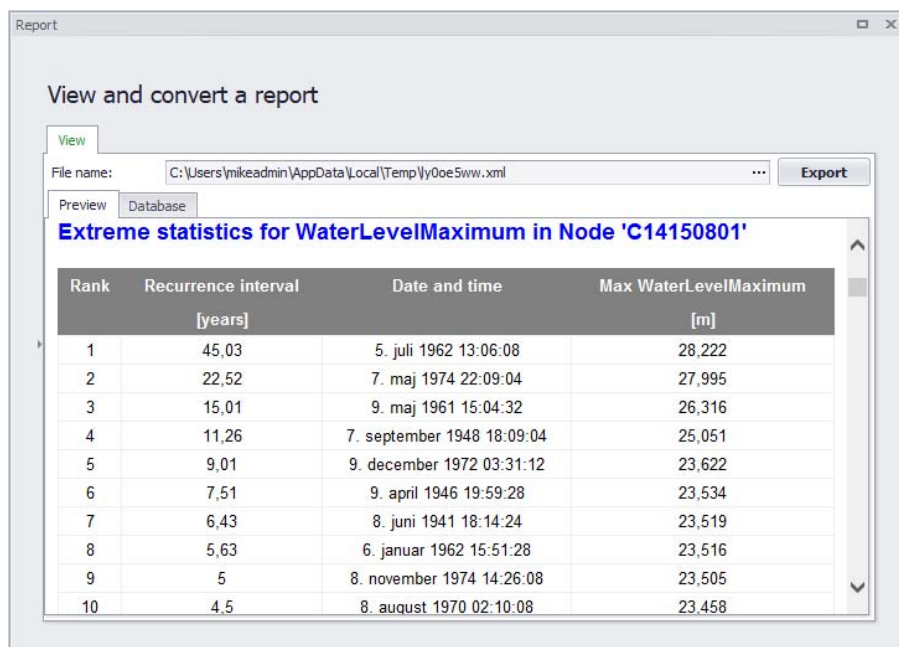 Report
View and convert a report
View
File name: C:\Users\mikeadmin\AppData\Local\Temp\ly0oe5ww.xml ... Export
Preview Database
Extreme statistics for WaterLevelMaximum in Node 'C14150801'
Rank Recurrence interval Date and time Max WaterLevelMaximum
[years] [m]
1 45,03 5. juli 1962 13:06:08 28,222
2 22,52 7. maj 1974 22:09:04 27,995
3 15,01 9. maj 1961 15:04:32 26,316
4 11,26 7. september 1948 18:09:04 25,051
5 9,01 9. december 1972 03:31:12 23,622
6 7,51 9. april 1946 19:59:28 23,534
7 6,43 8. juni 1941 18:14:24 23,519
8 5,63 6. januar 1962 15:51:28 23,516
9 5 8. november 1974 14:26:08 23,505
10 4,5 8. august 1970 02:10:08 23,458